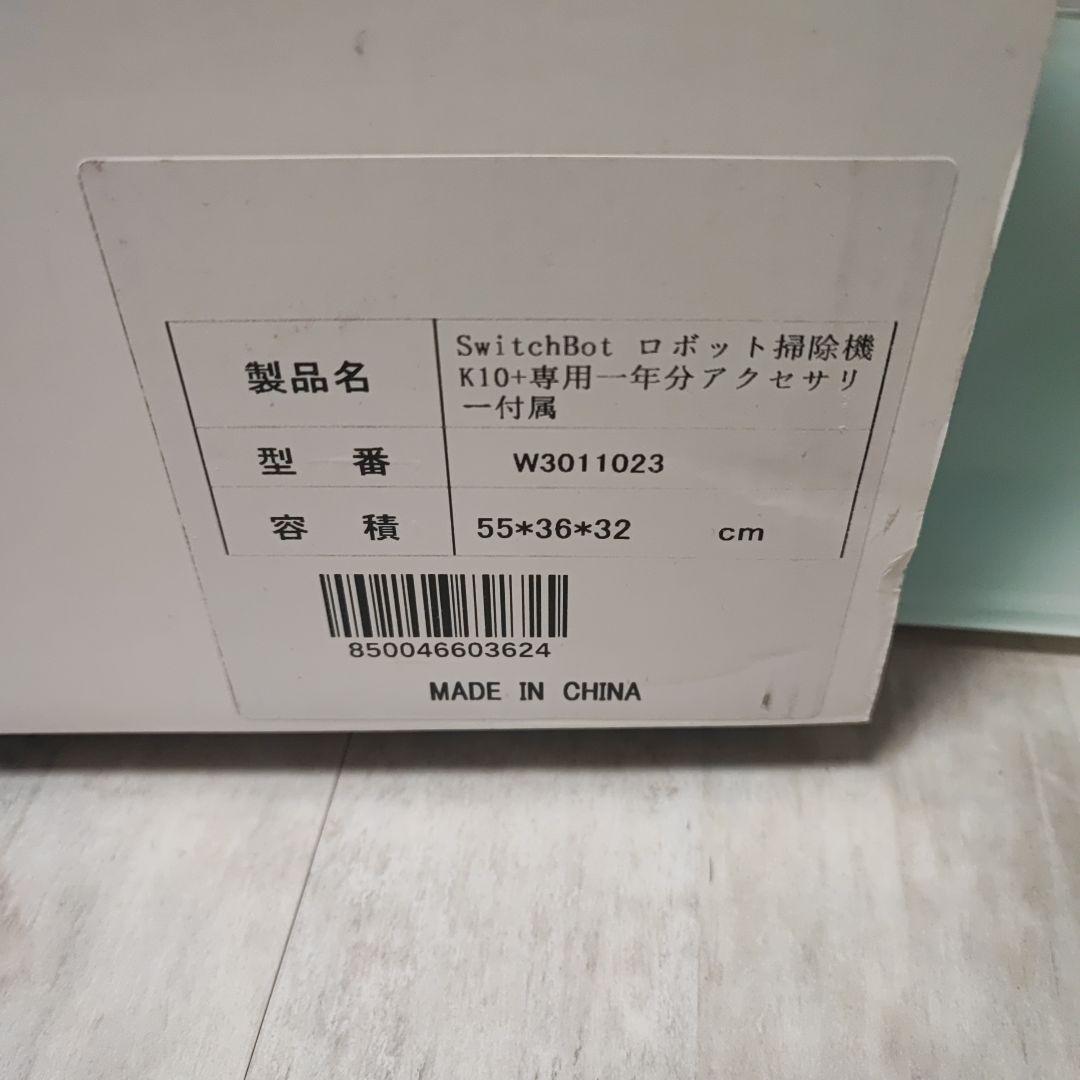 製品名
SwitchBot ロボット掃除機
K10+専用一年分アクセサリ
ー付属
型 番 W3011023
容 積 55*36*32 cm
850046603624
MADE IN CHINA